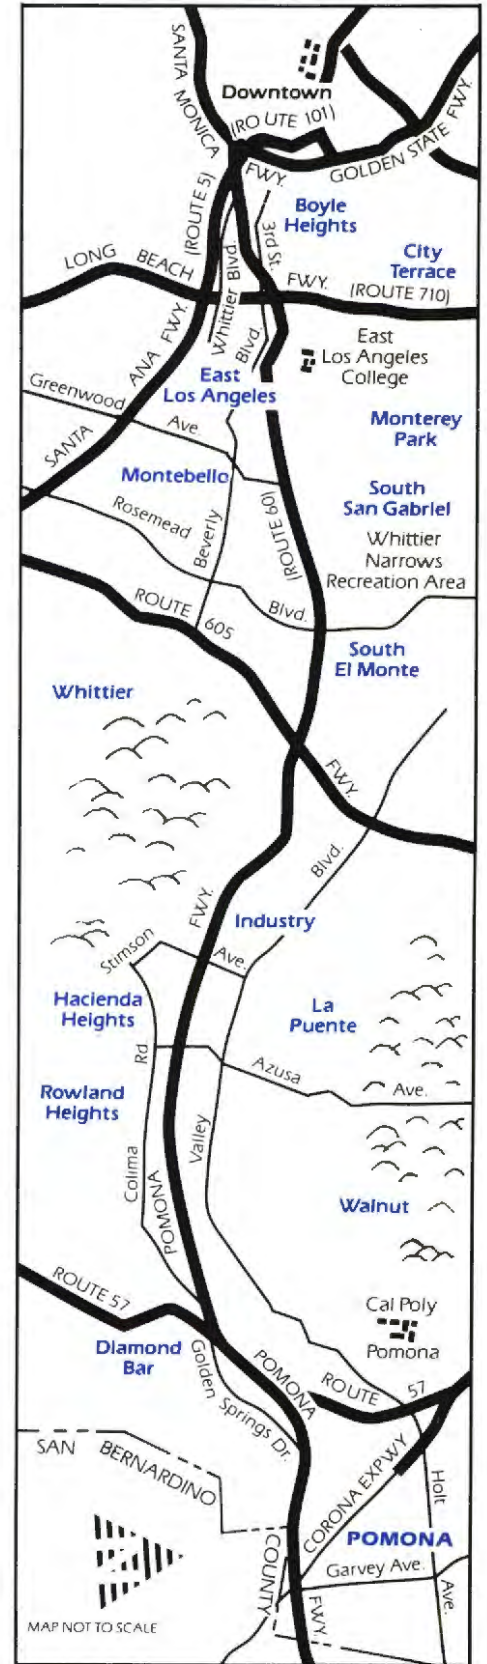 SANTA MONICA
Downtown
(ROUTE 101)
FWY.
GOLDEN STATE FWY.
(ROUTE 5)
Boyle
Heights
3rd St.
City
Terrace
LONG BEACH
FWY. (ROUTE 710)
Whittier Blvd.
Blvd.
East
Los Angeles
College
SANTA ANA FWY.
East
Los Angeles
Greenwood
Ave.
Monterey
Park
Montebello
South
San Gabriel
(ROUTE 60)
Rosemead
Beverly
Whittier
Narrows
Recreation Area
Blvd.
ROUTE 605
South
El Monte
Whittier
FWY.
Blvd.
FWY.
Industry
Stimson
Ave.
Hacienda
Heights
La
Puente
Rd
Azusa
Ave.
Rowland
Heights
Valley
Colima
POMONA
Walnut
ROUTE 57
Cal Poly
Pomona
Diamond
Bar
Golden Springs Dr.
POMONA
ROUTE 57
SAN BERNARDINO
CORONA EXPWY
Holt
POMONA
COUNTY
Garvey Ave.
Ave.
FWY.
MAP NOT TO SCALE